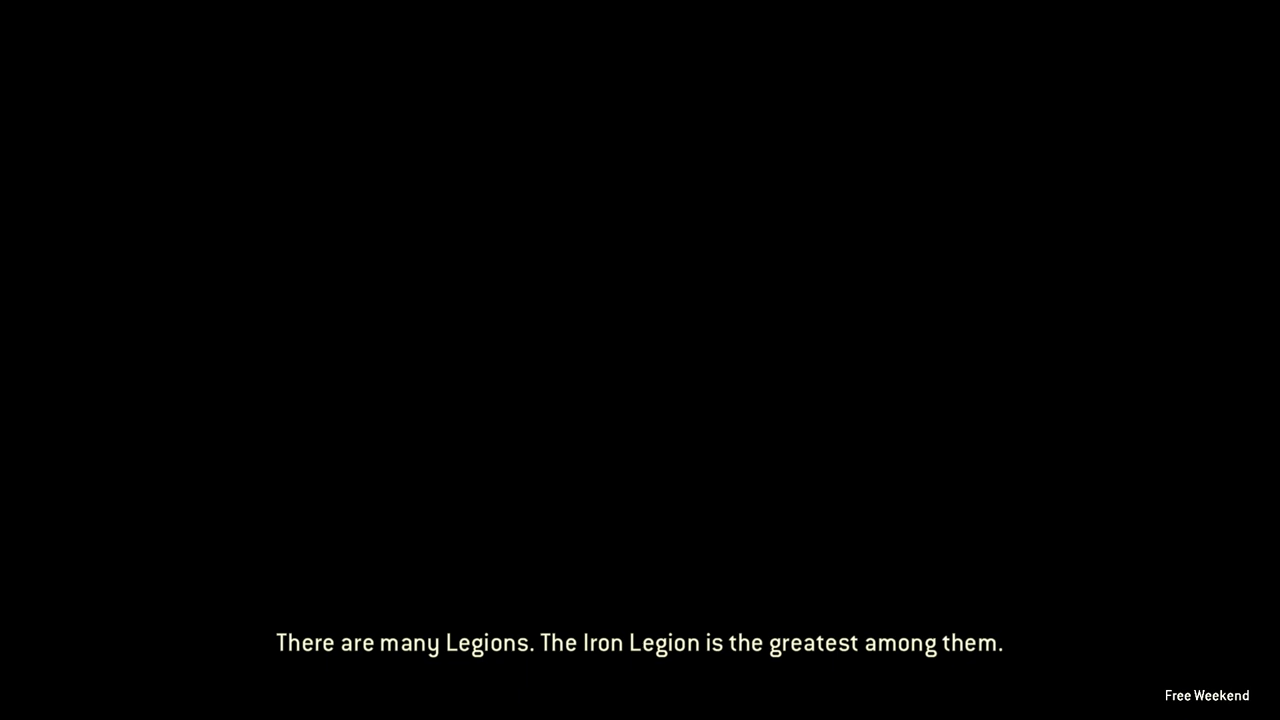 There are many Legions. The Iron Legion is the greatest among them.
Free Weekend